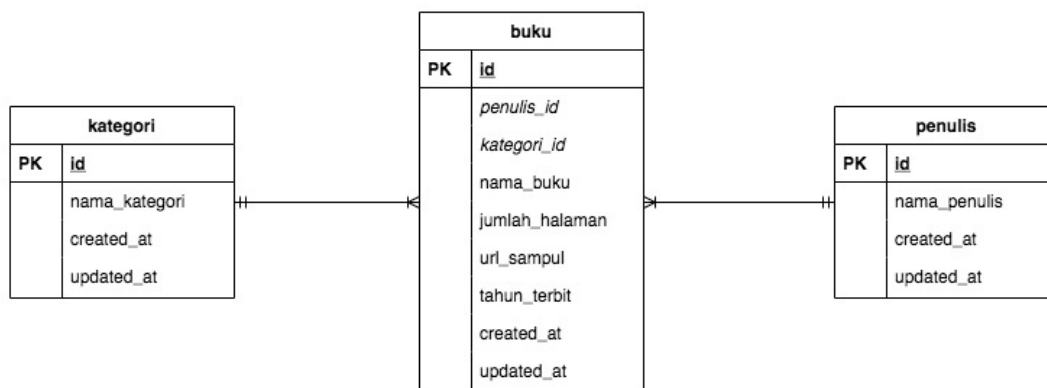 kategori
PK id
nama_kategori
created_at
updated_at
buku
PK id
penulis_id
kategori_id
nama_buku
jumlah_halaman
url_sampul
tahun_terbit
created_at
updated_at
penulis
PK id
nama_penulis
created_at
updated_at